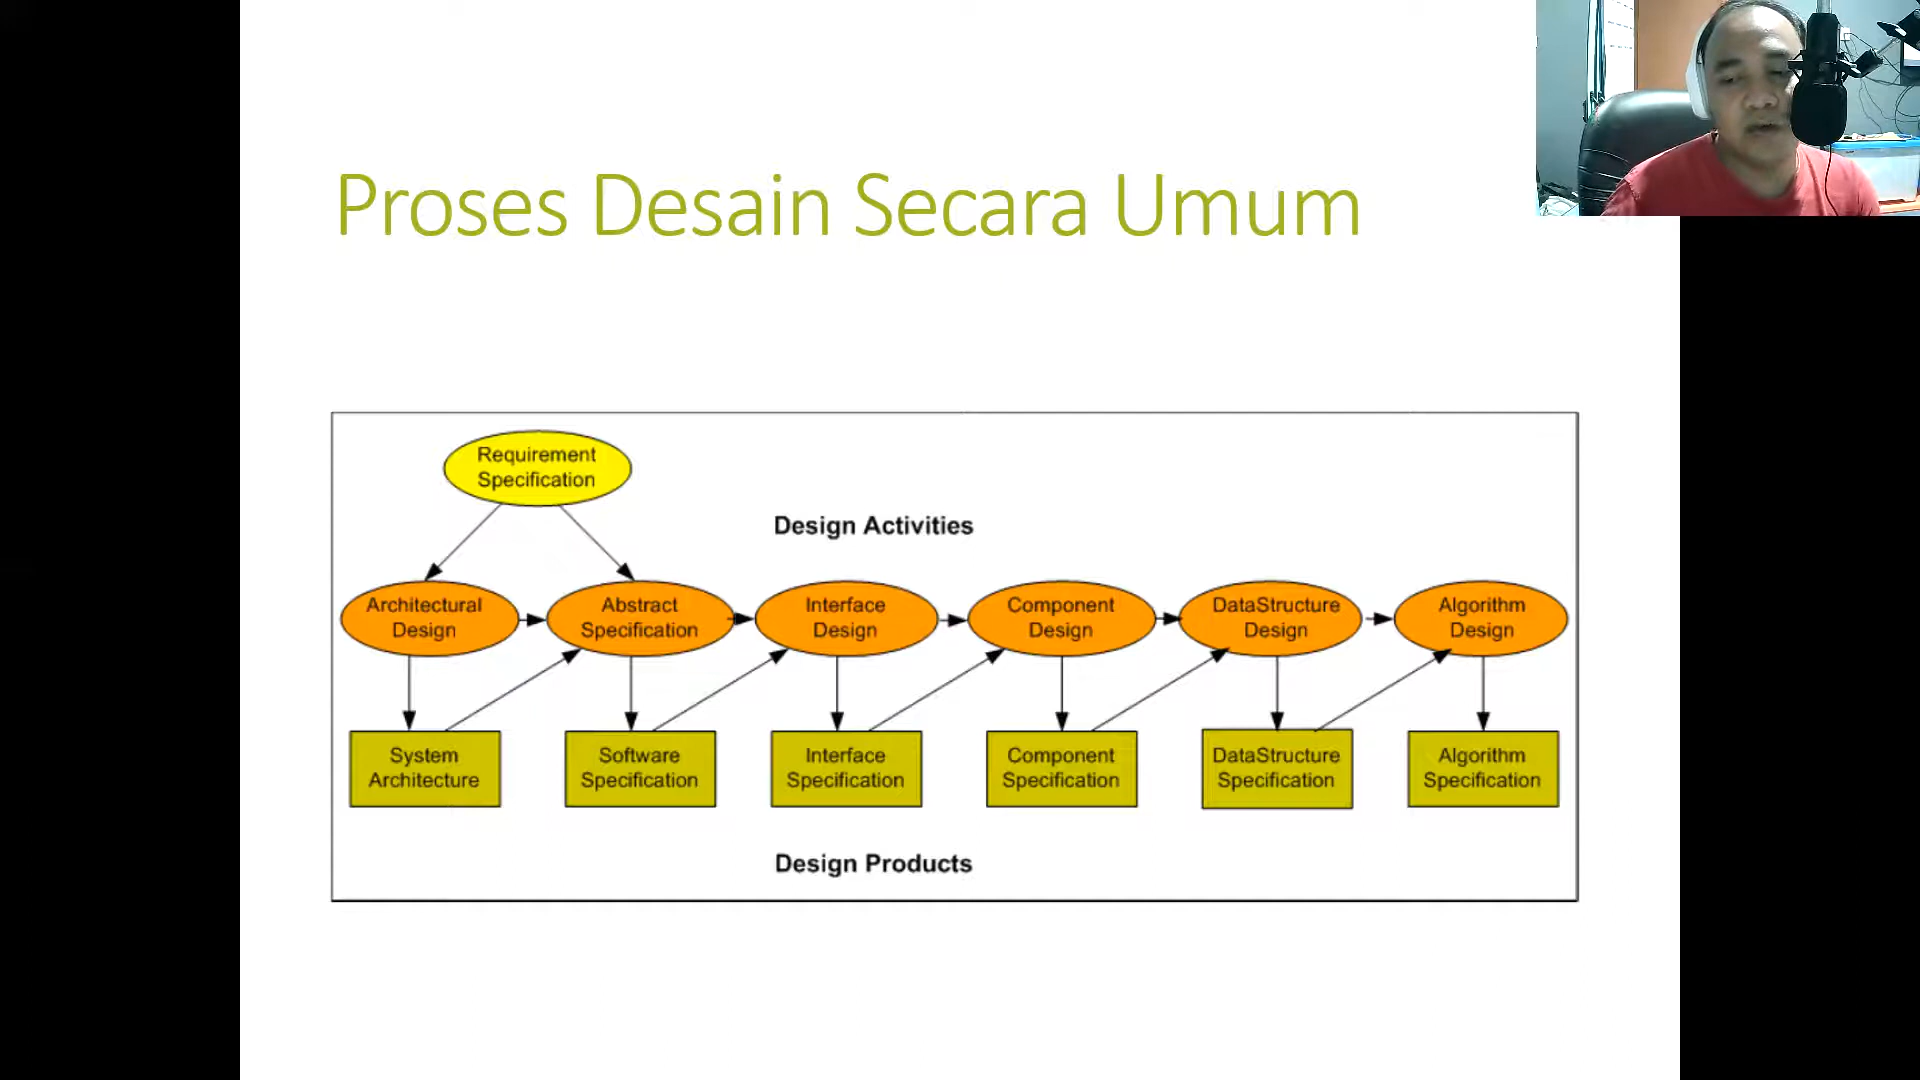 Proses Desain Secara Umum
Requirement
Specification
Design Activities
Architectural
Design
Abstract
Specification
Interface
Design
Component
Design
DataStructure
Design
Algorithm
Design
System
Architecture
Software
Specification
Interface
Specification
Component
Specification
DataStructure
Specification
Algorithm
Specification
Design Products